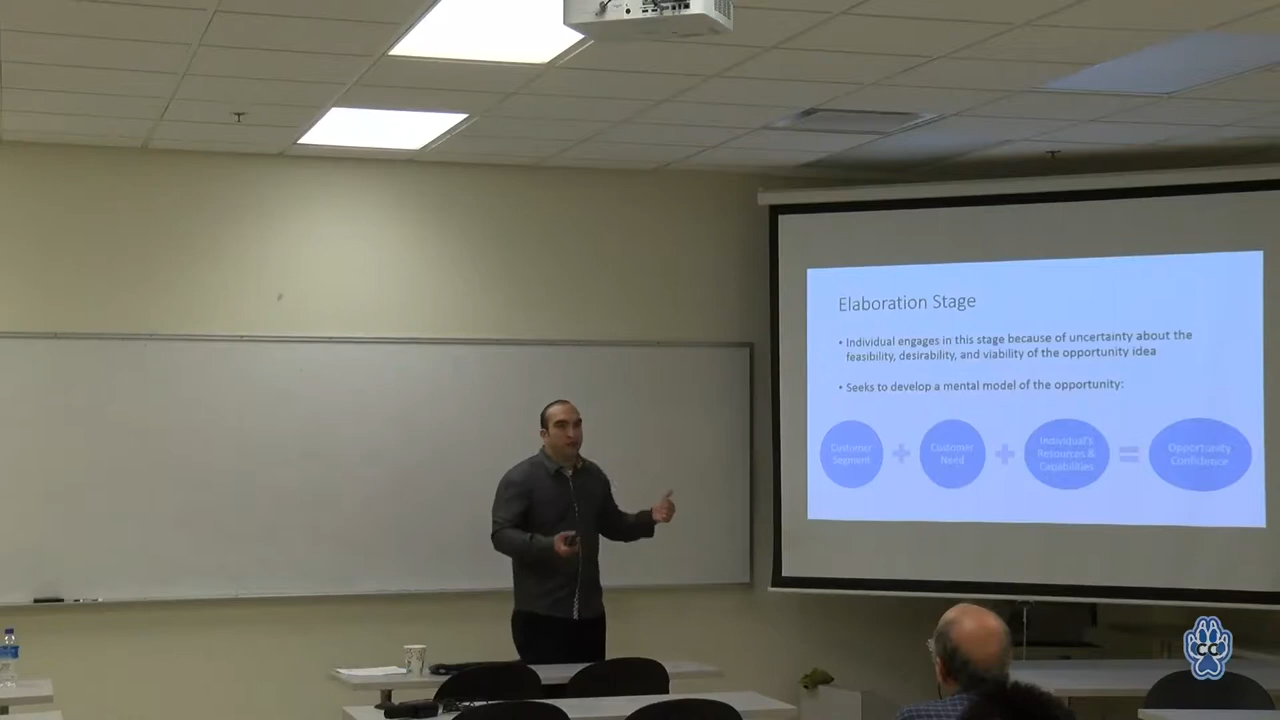 Elaboration Stage
• Individual engages in this stage because of uncertainty about the
feasibility, desirability, and viability of the opportunity idea
• Seeks to develop a mental model of the opportunity:
Customer
Segment
+
Customer
Need
+
Individual's
Resources &
Capabilities
=
Opportunity
Confidence
CC